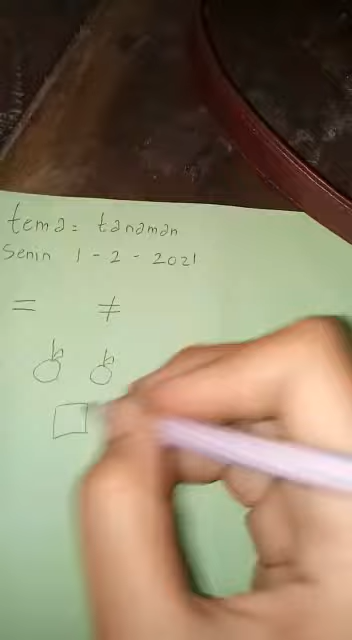 tema = tanaman
Senin 1 - 2 - 2021
= ≠